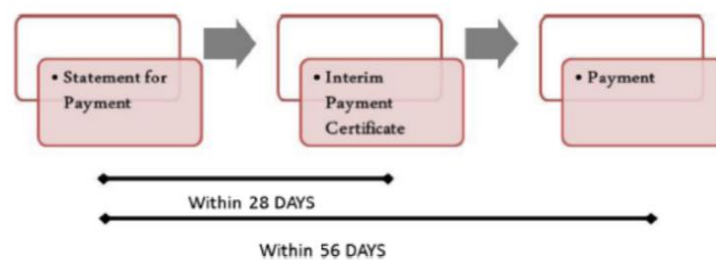 • Statement for
Payment
• Interim
Payment
Certificate
• Payment
Within 28 DAYS
Within 56 DAYS